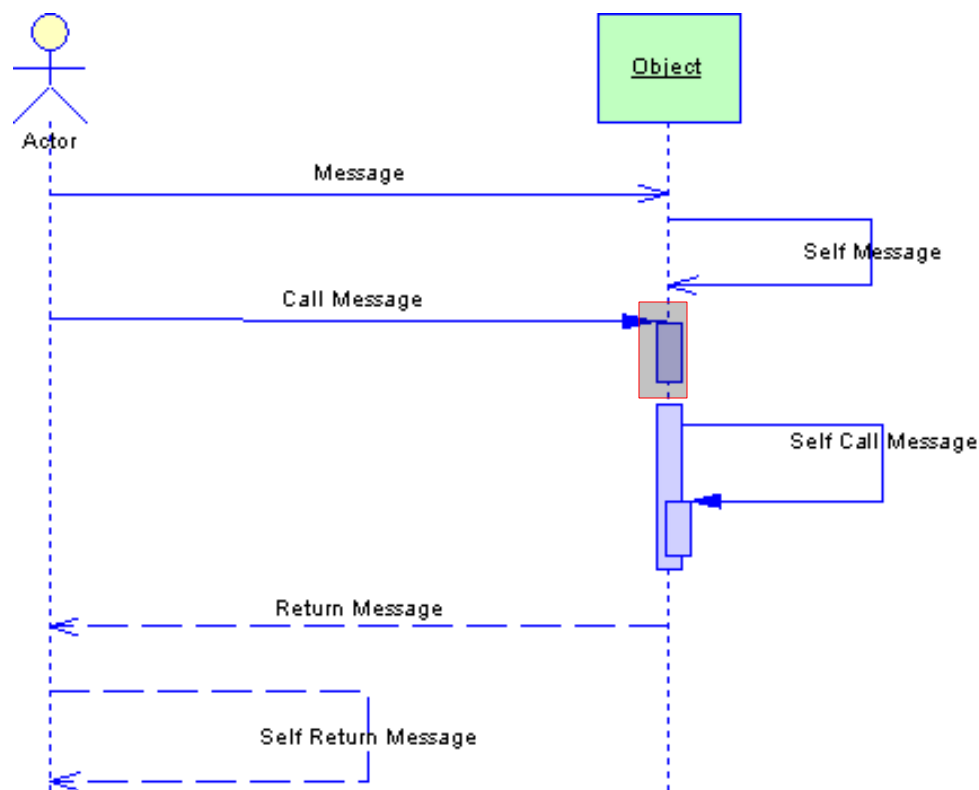 Object
Actor
Message
Self Message
Call Message
Self Call Message
Return Message
Self Return Message